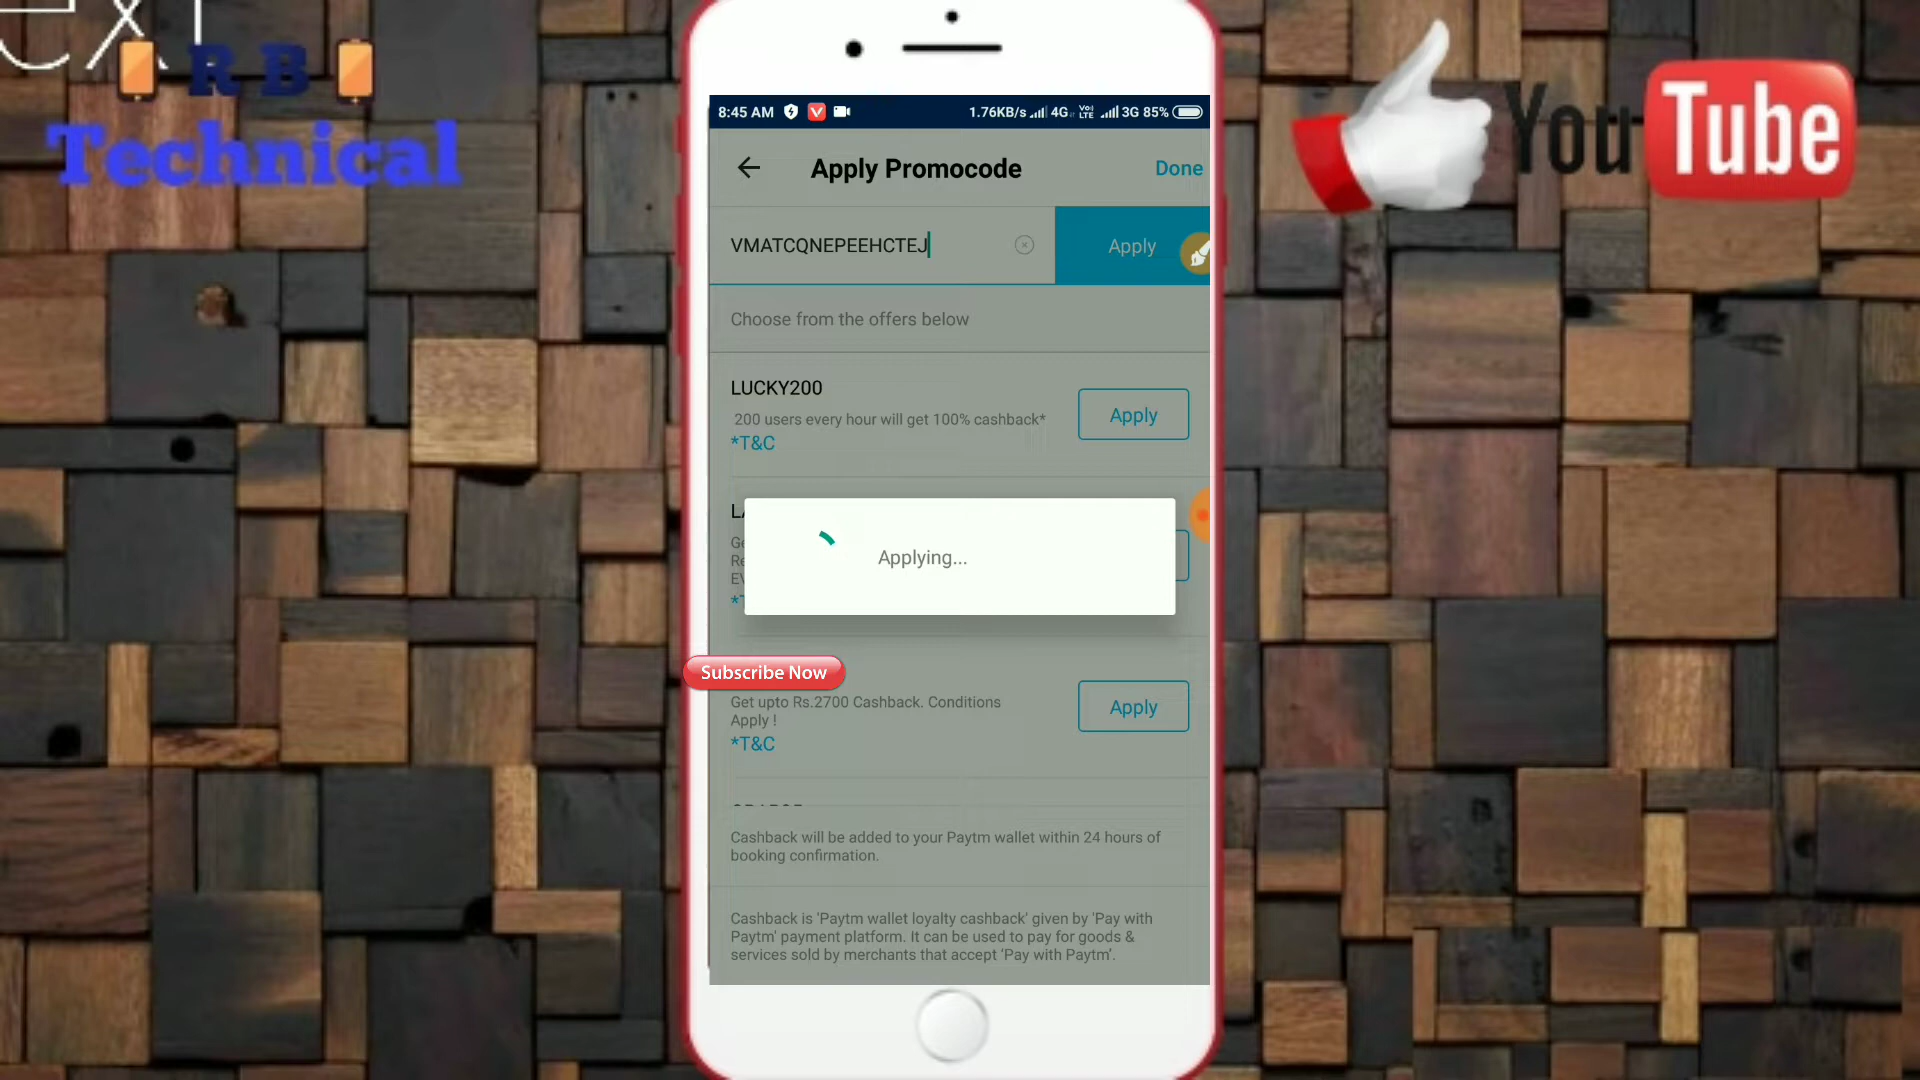 R B
Technical
YouTube
8:45 AM 1.76KB/s 4G VoLTE 3G 85%
Apply Promocode Done
VMATCQNEPEEHCTEJ Apply
Choose from the offers below
LUCKY200
200 users every hour will get 100% cashback*
*T&C
Apply
Applying...
Subscribe Now
Get upto Rs.2700 Cashback. Conditions
Apply !
*T&C
Apply
Cashback will be added to your Paytm wallet within 24 hours of
booking confirmation.
Cashback is 'Paytm wallet loyalty cashback' given by 'Pay with
Paytm' payment platform. It can be used to pay for goods &
services sold by merchants that accept 'Pay with Paytm'.